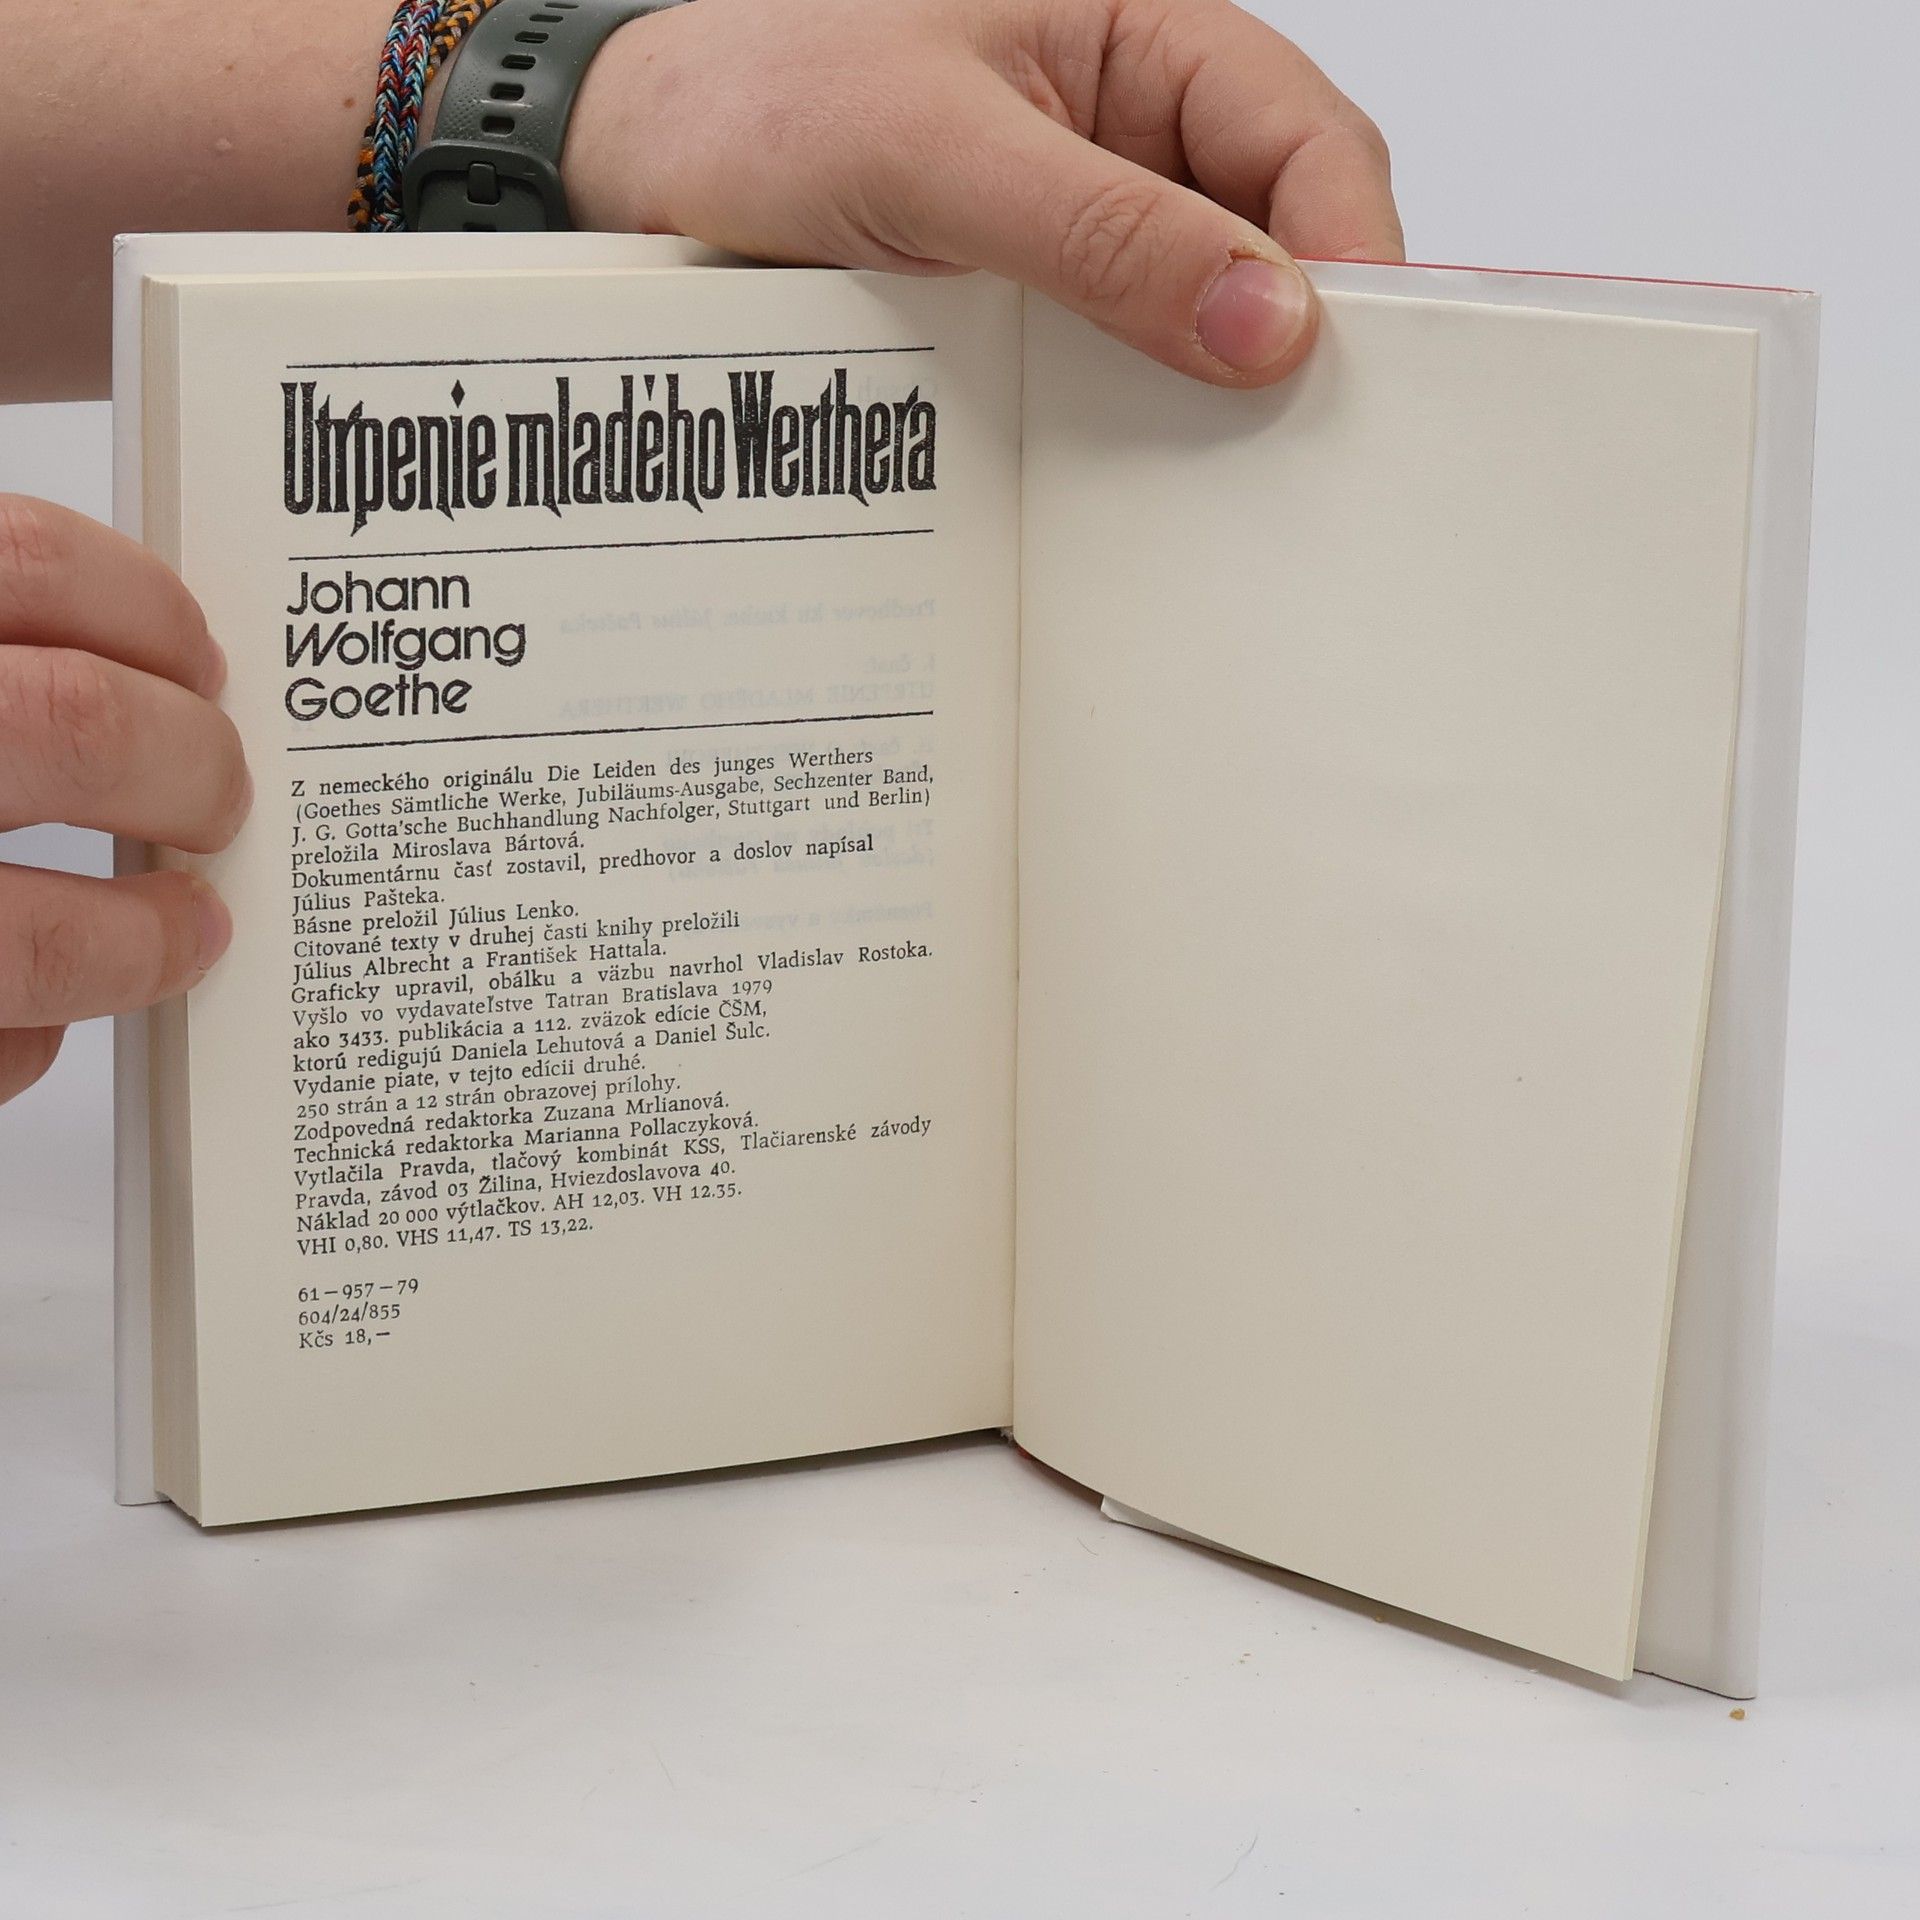 Utrpenie mladého Werthera
Johann
Wolfgang
Goethe
Z nemeckého originálu Die Leiden des junges Werthers
(Goethes Sämtliche Werke, Jubiläums-Ausgabe, Sechzenter Band,
J. G. Gotta'sche Buchhandlung Nachfolger, Stuttgart und Berlin)
preložila Miroslava Bártová.
Dokumentárnu časť zostavil, predhovor a doslov napísal
Július Pašteka.
Básne preložil Július Lenko.
Citované texty v druhej časti knihy preložili
Július Albrecht a František Hattala.
Graficky upravil, obálku a väzbu navrhol Vladislav Rostoka.
Vyšlo vo vydavateľstve Tatran Bratislava 1979
ako 3433. publikácia a 112. zväzok edície ČŠM,
ktorú redigujú Daniela Lehutová a Daniel Šulc.
Vydanie piate, v tejto edícii druhé.
250 strán a 12 strán obrazovej prílohy.
Zodpovedná redaktorka Zuzana Mrlianová.
Technická redaktorka Marianna Pollaczyková.
Vytlačila Pravda, tlačový kombinát KSS, Tlačiarenské závody
Pravda, závod 03 Žilina, Hviezdoslavova 40.
Náklad 20 000 výtlačkov. AH 12,03. VH 12.35.
VHI 0,80. VHS 11,47. TS 13,22.
61—957—79
604/24/855
Kčs 18,—